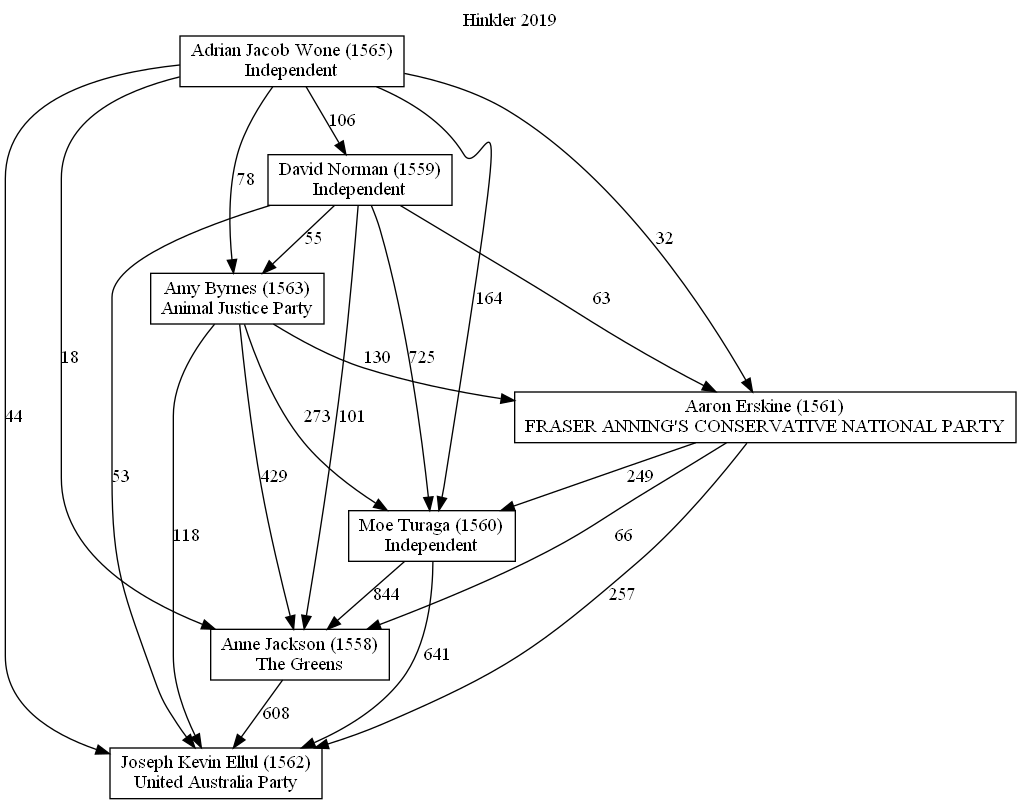 Hinkler 2019
Adrian Jacob Wone (1565)
Independent
106
David Norman (1559)
Independent
78
55
32
Amy Byrnes (1563)
Animal Justice Party
164
63
18
130
725
Aaron Erskine (1561)
FRASER ANNING'S CONSERVATIVE NATIONAL PARTY
44
273
101
53
429
249
Moe Turaga (1560)
Independent
118
66
844
257
Anne Jackson (1558)
The Greens
641
608
Joseph Kevin Ellul (1562)
United Australia Party